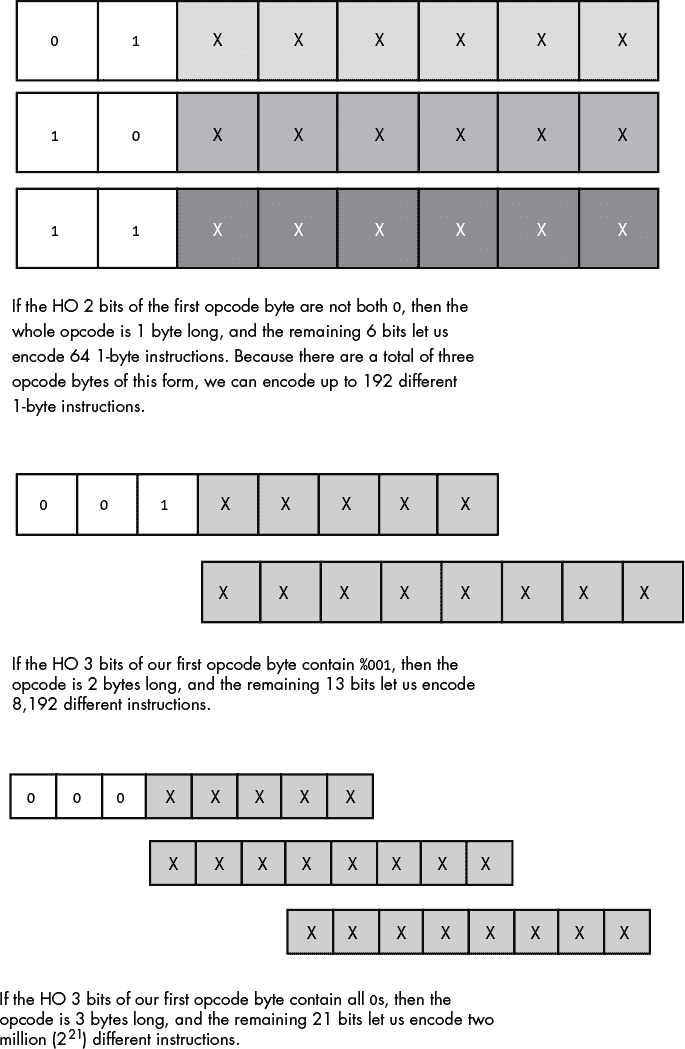 0 1 X X X X X X
1 0 X X X X X X
1 1 X X X X X X
If the HO 2 bits of the first opcode byte are not both 0, then the
whole opcode is 1 byte long, and the remaining 6 bits let us
encode 64 1-byte instructions. Because there are a total of three
opcode bytes of this form, we can encode up to 192 different
1-byte instructions.
0 0 1 X X X X X
X X X X X X X X
If the HO 3 bits of our first opcode byte contain %001, then the
opcode is 2 bytes long, and the remaining 13 bits let us encode
8,192 different instructions.
0 0 0 X X X X X
X X X X X X X X
X X X X X X X X
If the HO 3 bits of our first opcode byte contain all 0s, then the
opcode is 3 bytes long, and the remaining 21 bits let us encode two
million (2²¹) different instructions.